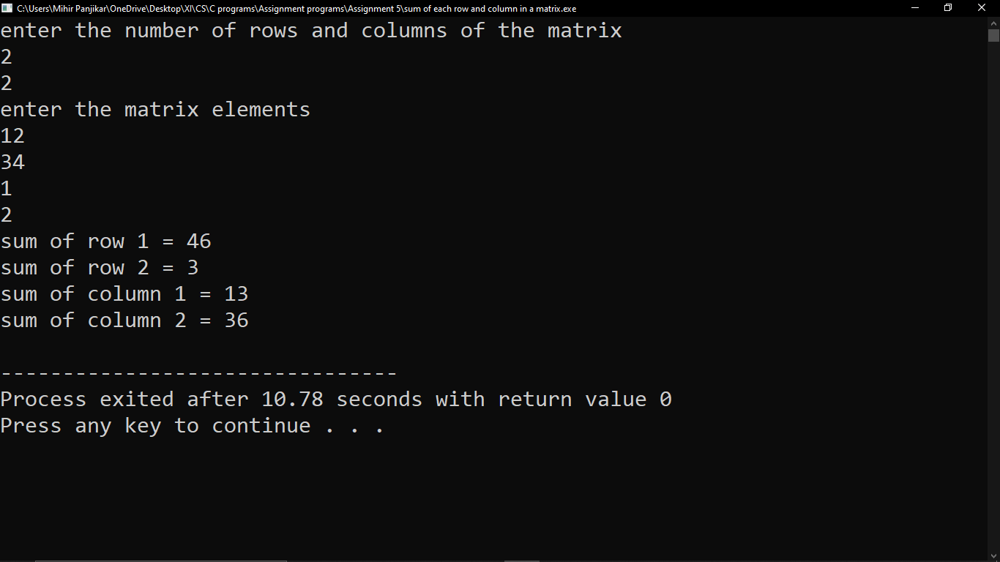 C:\Users\Mihir Panjikar\OneDrive\Desktop\XI\CS\C programs\Assignment programs\Assignment 5\sum of each row and column in a matrix.exe
enter the number of rows and columns of the matrix
2
2
enter the matrix elements
12
34
1
2
sum of row 1 = 46
sum of row 2 = 3
sum of column 1 = 13
sum of column 2 = 36
--------------------------------
Process exited after 10.78 seconds with return value 0
Press any key to continue . . .